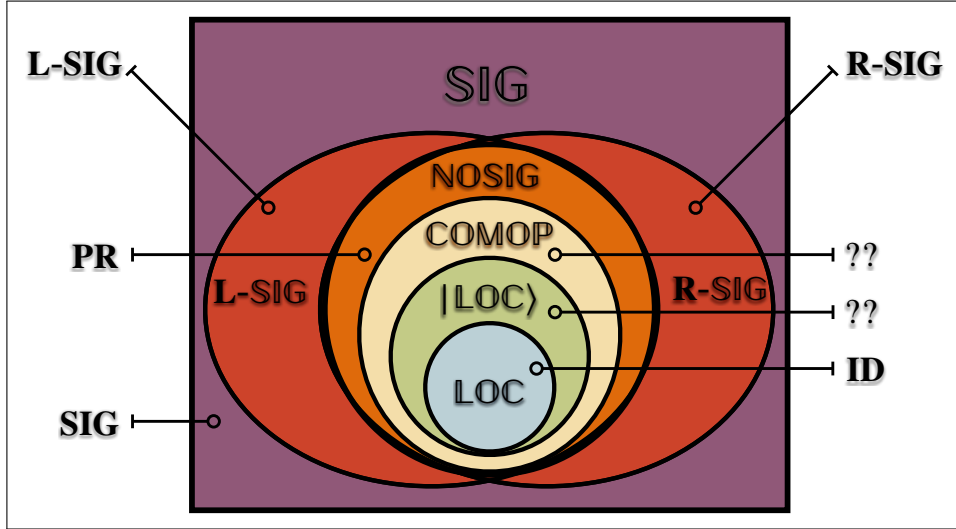 L-SIG
SIG
R-SIG
NOSIG
PR
COMOP
??
L-SIG
|LOC⟩
R-SIG
??
LOC
ID
SIG